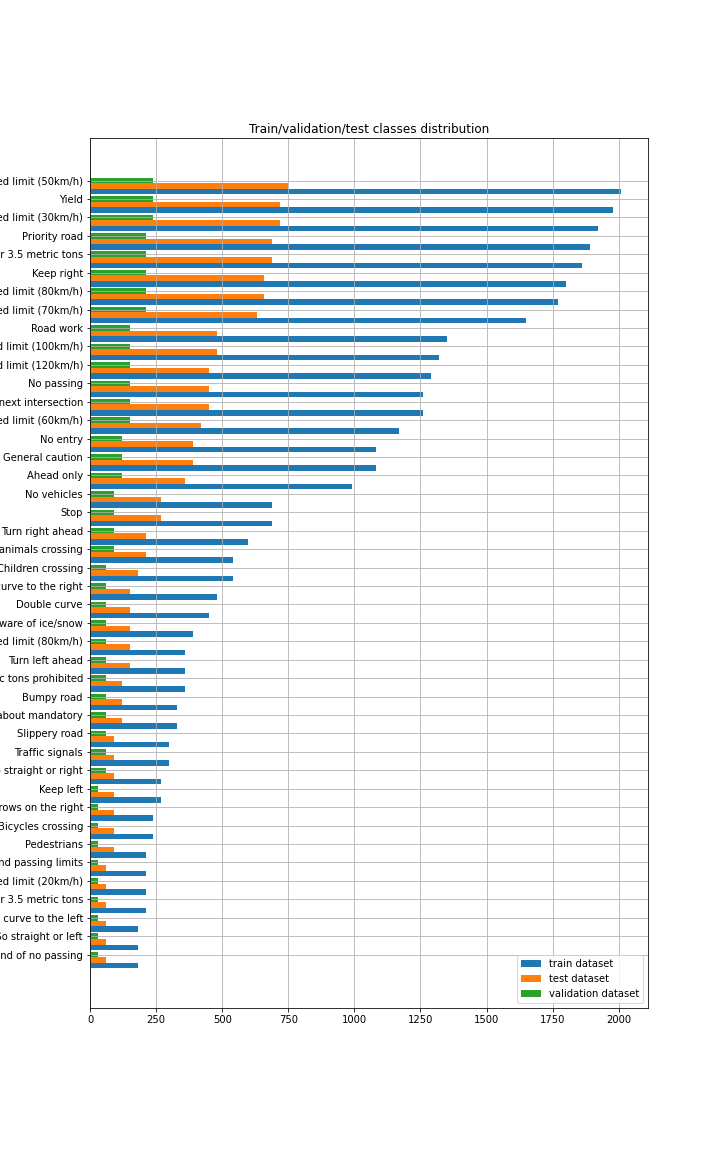 Train/validation/test classes distribution
ed limit (50km/h)
Yield
ed limit (30km/h)
Priority road
r 3.5 metric tons
Keep right
ed limit (80km/h)
ed limit (70km/h)
Road work
d limit (100km/h)
d limit (120km/h)
No passing
next intersection
ed limit (60km/h)
No entry
General caution
Ahead only
No vehicles
Stop
Turn right ahead
animals crossing
Children crossing
curve to the right
Double curve
ware of ice/snow
ed limit (80km/h)
Turn left ahead
c tons prohibited
Bumpy road
about mandatory
Slippery road
Traffic signals
straight or right
Keep left
rows on the right
Bicycles crossing
Pedestrians
nd passing limits
ed limit (20km/h)
r 3.5 metric tons
curve to the left
Go straight or left
nd of no passing
train dataset
test dataset
validation dataset
0 250 500 750 1000 1250 1500 1750 2000